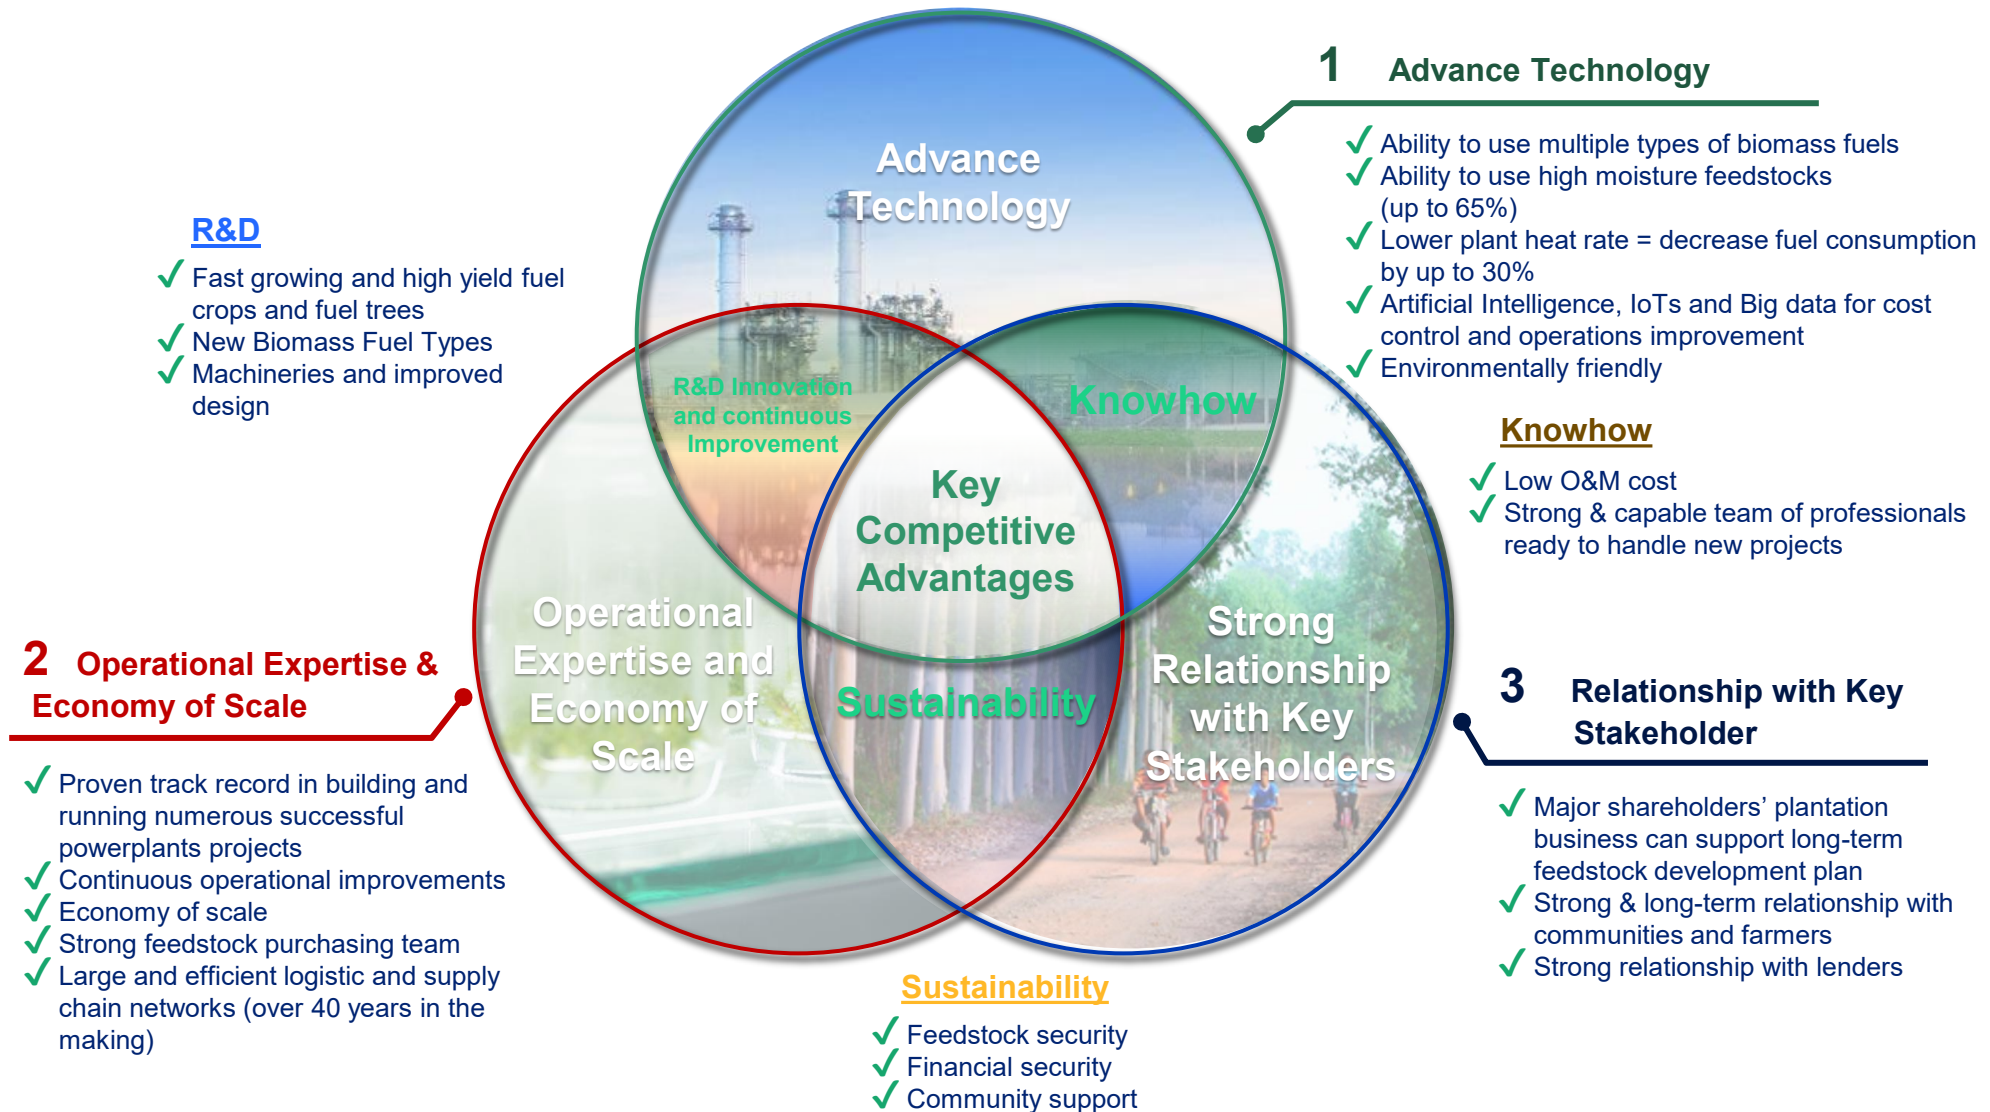 1 Advance Technology
Ability to use multiple types of biomass fuels
Ability to use high moisture feedstocks
(up to 65%)
Lower plant heat rate = decrease fuel consumption
by up to 30%
Artificial Intelligence, IoTs and Big data for cost
control and operations improvement
Environmentally friendly
Advance
Technology
R&D
Fast growing and high yield fuel
crops and fuel trees
New Biomass Fuel Types
Machineries and improved
design
R&D Innovation
and continuous
Improvement
Knowhow
Knowhow
Low O&M cost
Strong & capable team of professionals
ready to handle new projects
Key
Competitive
Advantages
Operational
Expertise and
Economy of
Scale
Sustainability
Strong
Relationship
with Key
Stakeholders
2 Operational Expertise &
Economy of Scale
Proven track record in building and
running numerous successful
powerplants projects
Continuous operational improvements
Economy of scale
Strong feedstock purchasing team
Large and efficient logistic and supply
chain networks (over 40 years in the
making)
3 Relationship with Key
Stakeholder
Major shareholders’ plantation
business can support long-term
feedstock development plan
Strong & long-term relationship with
communities and farmers
Strong relationship with lenders
Sustainability
Feedstock security
Financial security
Community support